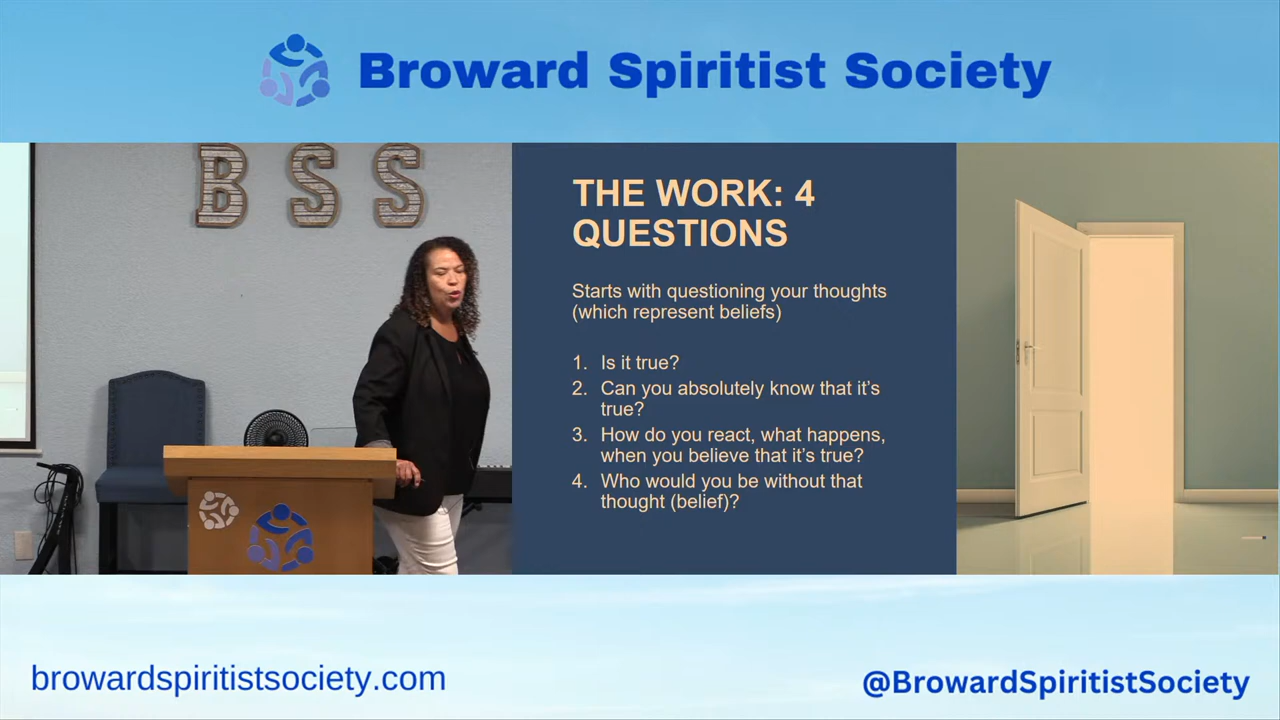 Broward Spiritist Society
B S S
THE WORK: 4
QUESTIONS
Starts with questioning your thoughts
(which represent beliefs)
1. Is it true?
2. Can you absolutely know that it's
true?
3. How do you react, what happens,
when you believe that it's true?
4. Who would you be without that
thought (belief)?
browardspiritistsociety.com
@BrowardSpiritistSociety